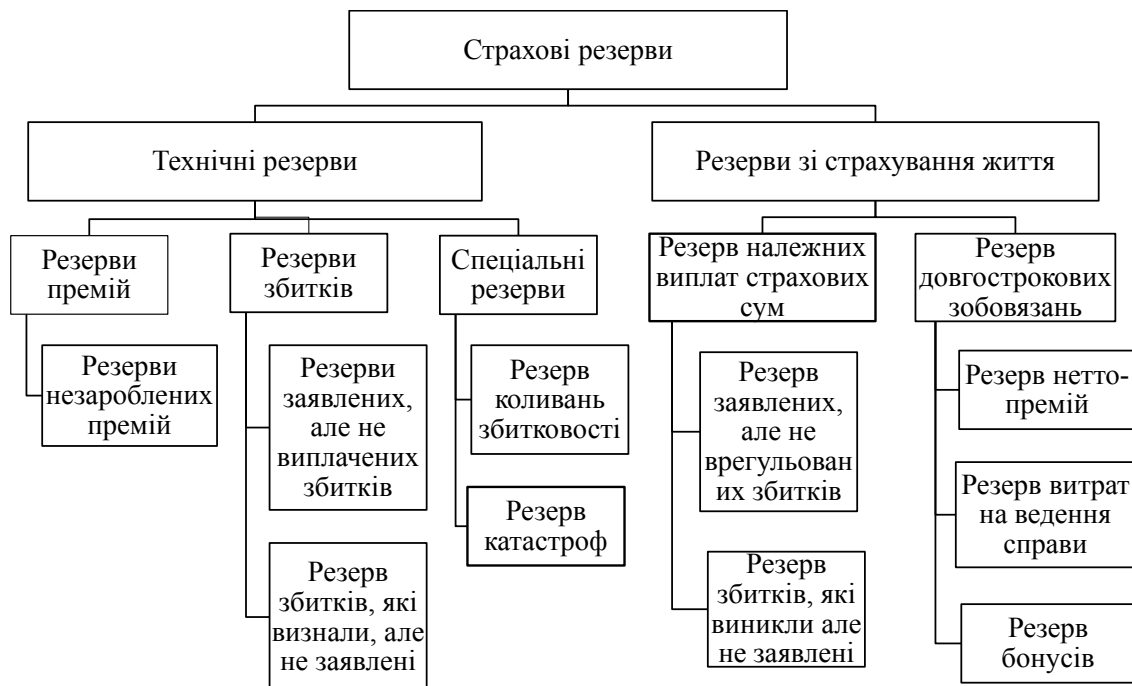 Страхові резерви
Технічні резерви
Резерви зі страхування життя
Резерви
премій
Резерви
збитків
Спеціальні
резерви
Резерв належних
виплат страхових
сум
Резерв
довгострокових
зобовязань
Резерви
незароблених
премій
Резерви
заявлених,
але не
виплачених
збитків
Резерв
збитків, які
визнали, але
не заявлені
Резерв
коливань
збитковості
Резерв
катастроф
Резерв
заявлених,
але не
врегульован
их збитків
Резерв
збитків, які
виникли але
не заявлені
Резерв нетто-
премій
Резерв витрат
на ведення
справи
Резерв
бонусів